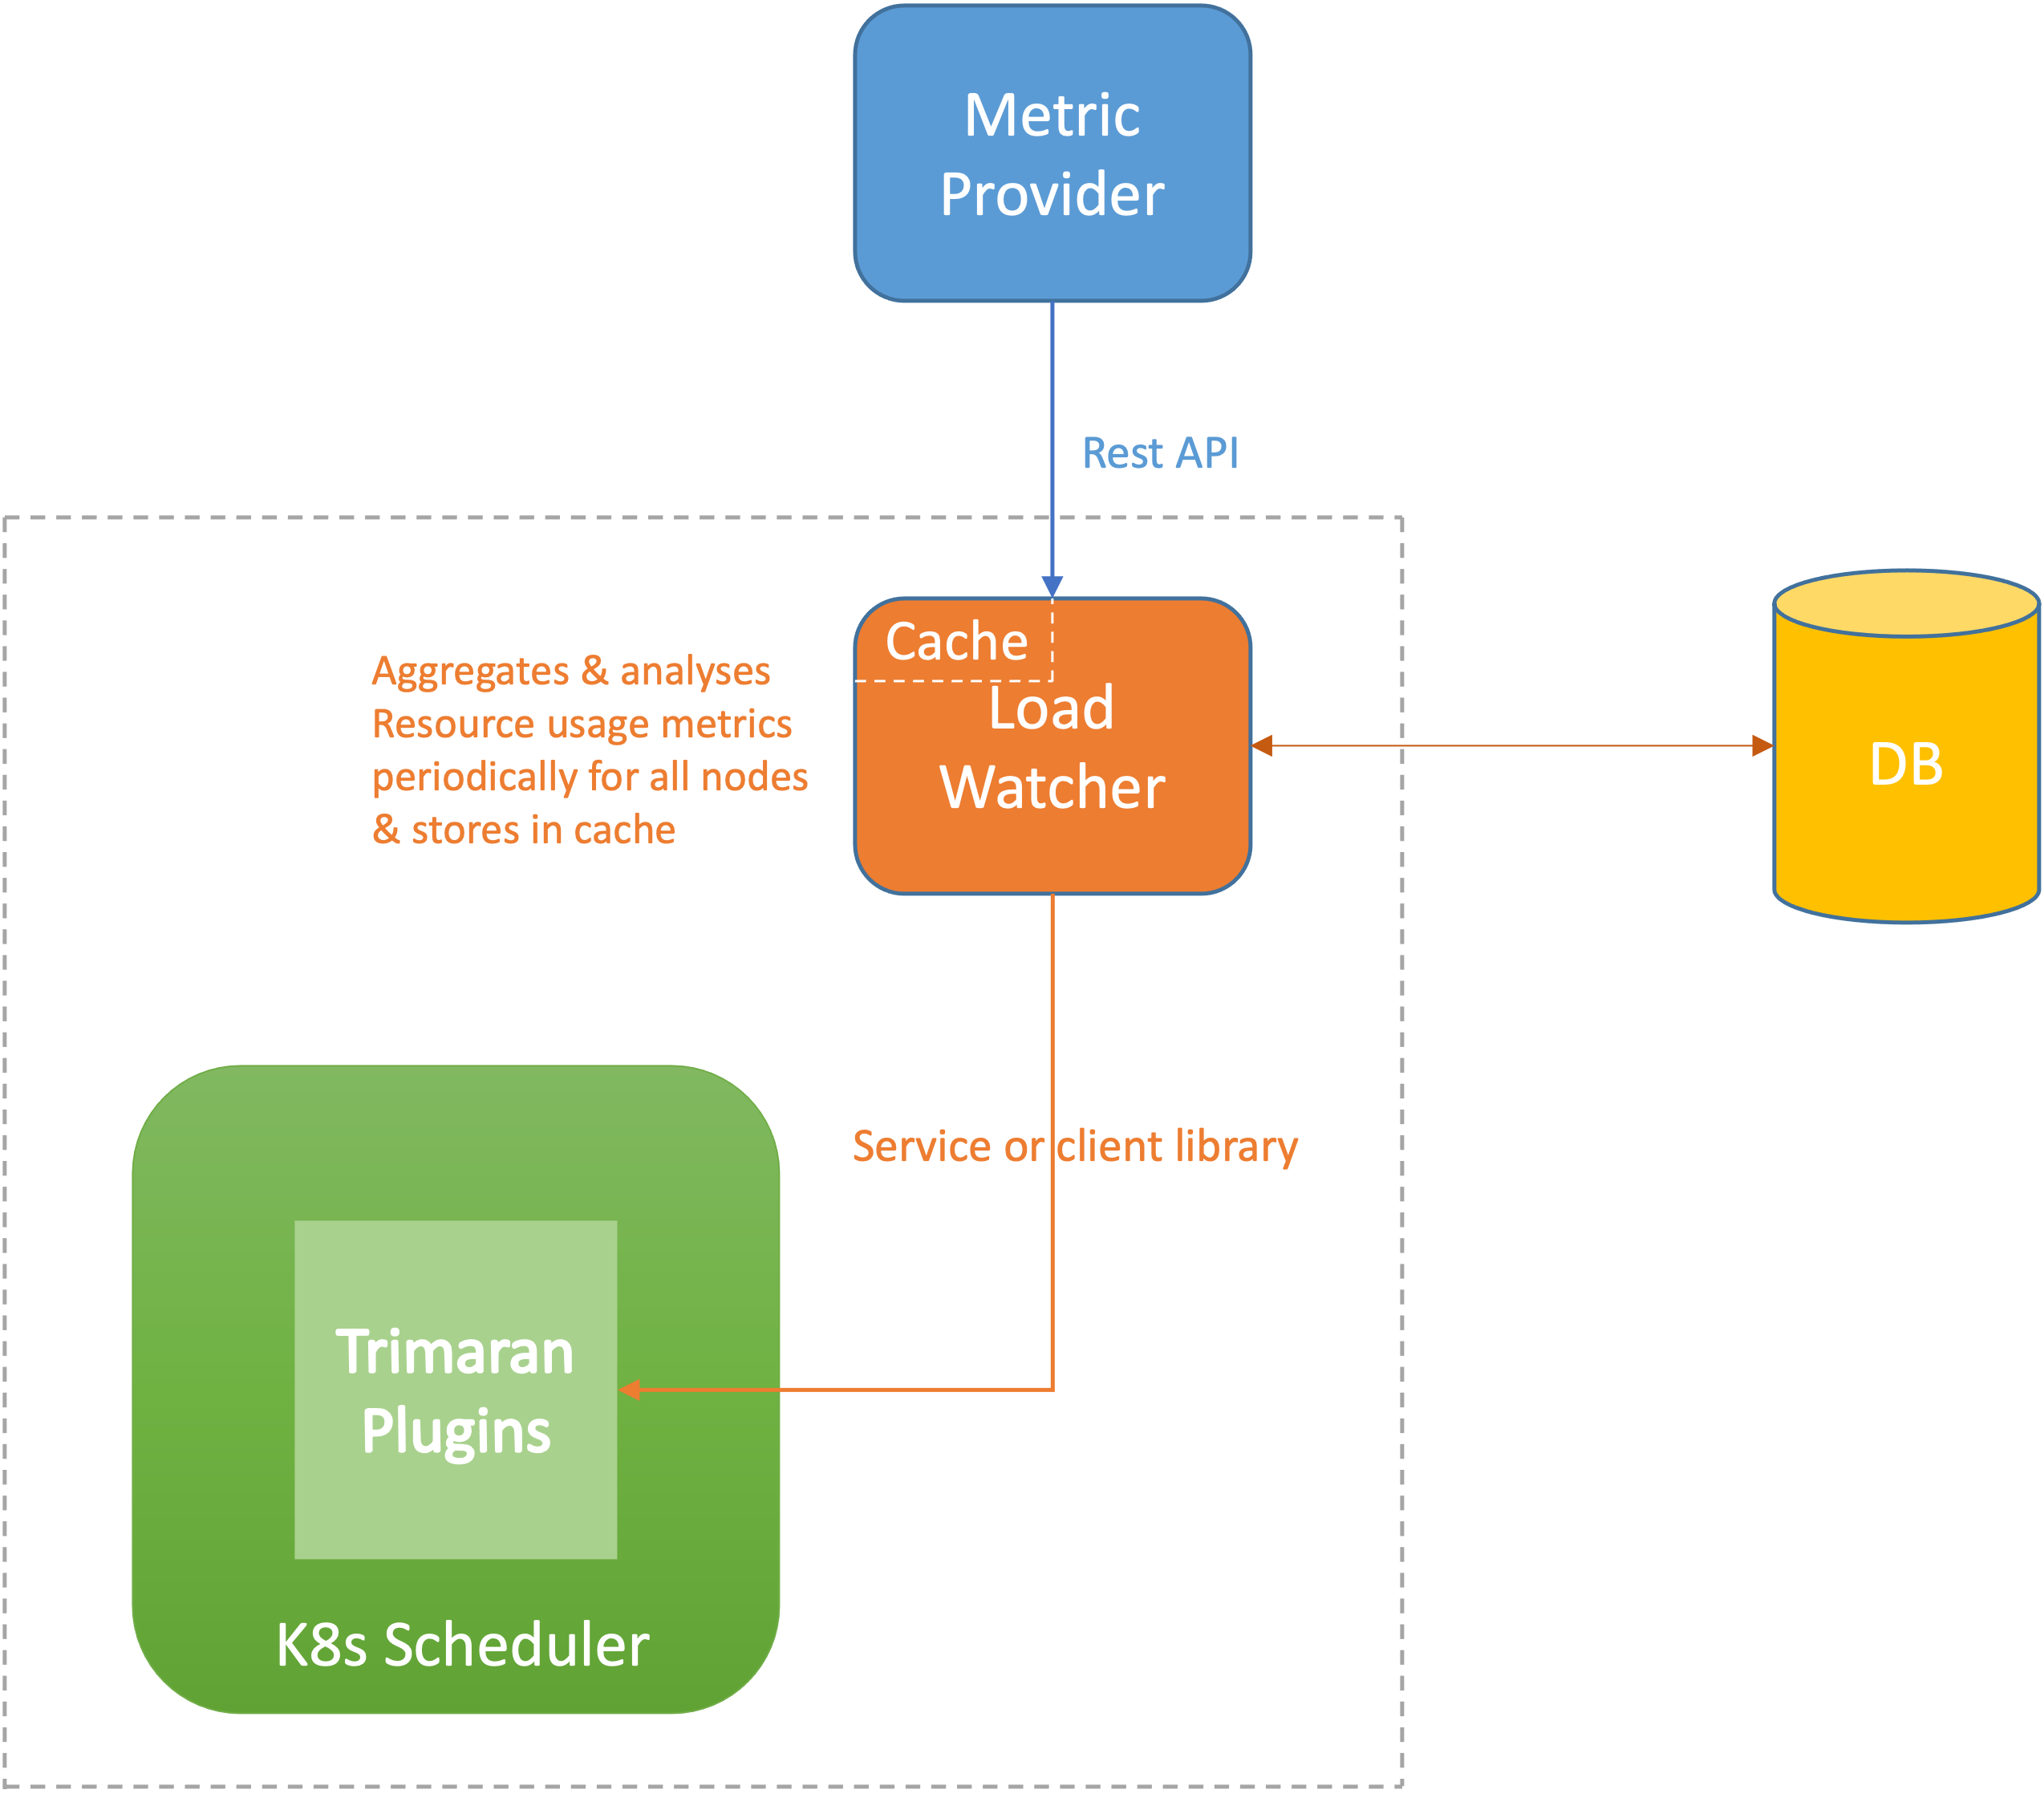 Metric
Provider
Rest API
Cache
Load
Watcher
Aggregates & analyses
Resource usage metrics
periodically for all nodes
& stores in cache
DB
Service or client library
Trimaran
Plugins
K8s Scheduler